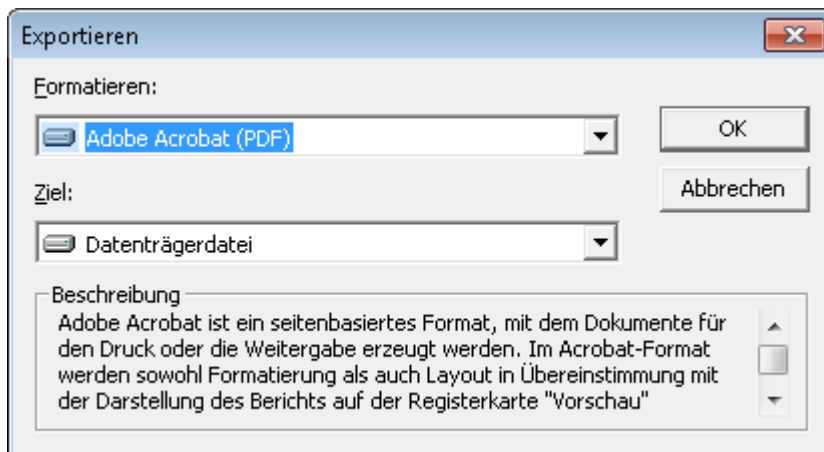 Exportieren
Formatieren:
Adobe Acrobat (PDF)
OK
Ziel:
Abbrechen
Datenträgerdatei
Beschreibung
Adobe Acrobat ist ein seitenbasiertes Format, mit dem Dokumente für
den Druck oder die Weitergabe erzeugt werden. Im Acrobat-Format
werden sowohl Formatierung als auch Layout in Übereinstimmung mit
der Darstellung des Berichts auf der Registerkarte "Vorschau"